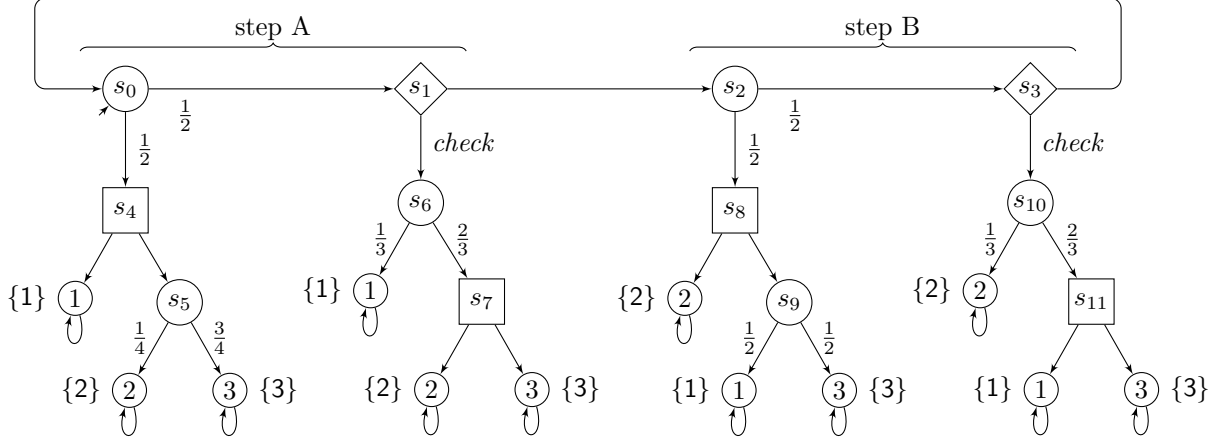 step A step B
s₀ s₁ s₂ s₃
1/2 1/2
1/2 check 1/2 check
s₄ s₆ s₈ s₁₀
1/3 2/3 1/3 2/3
{1} 1 s₅ {1} 1 s₇ {2} 2 s₉ {2} 2 s₁₁
1/4 3/4 1/2 1/2
{2} 2 3 {3} {2} 2 3 {3} {1} 1 3 {3} {1} 1 3 {3}